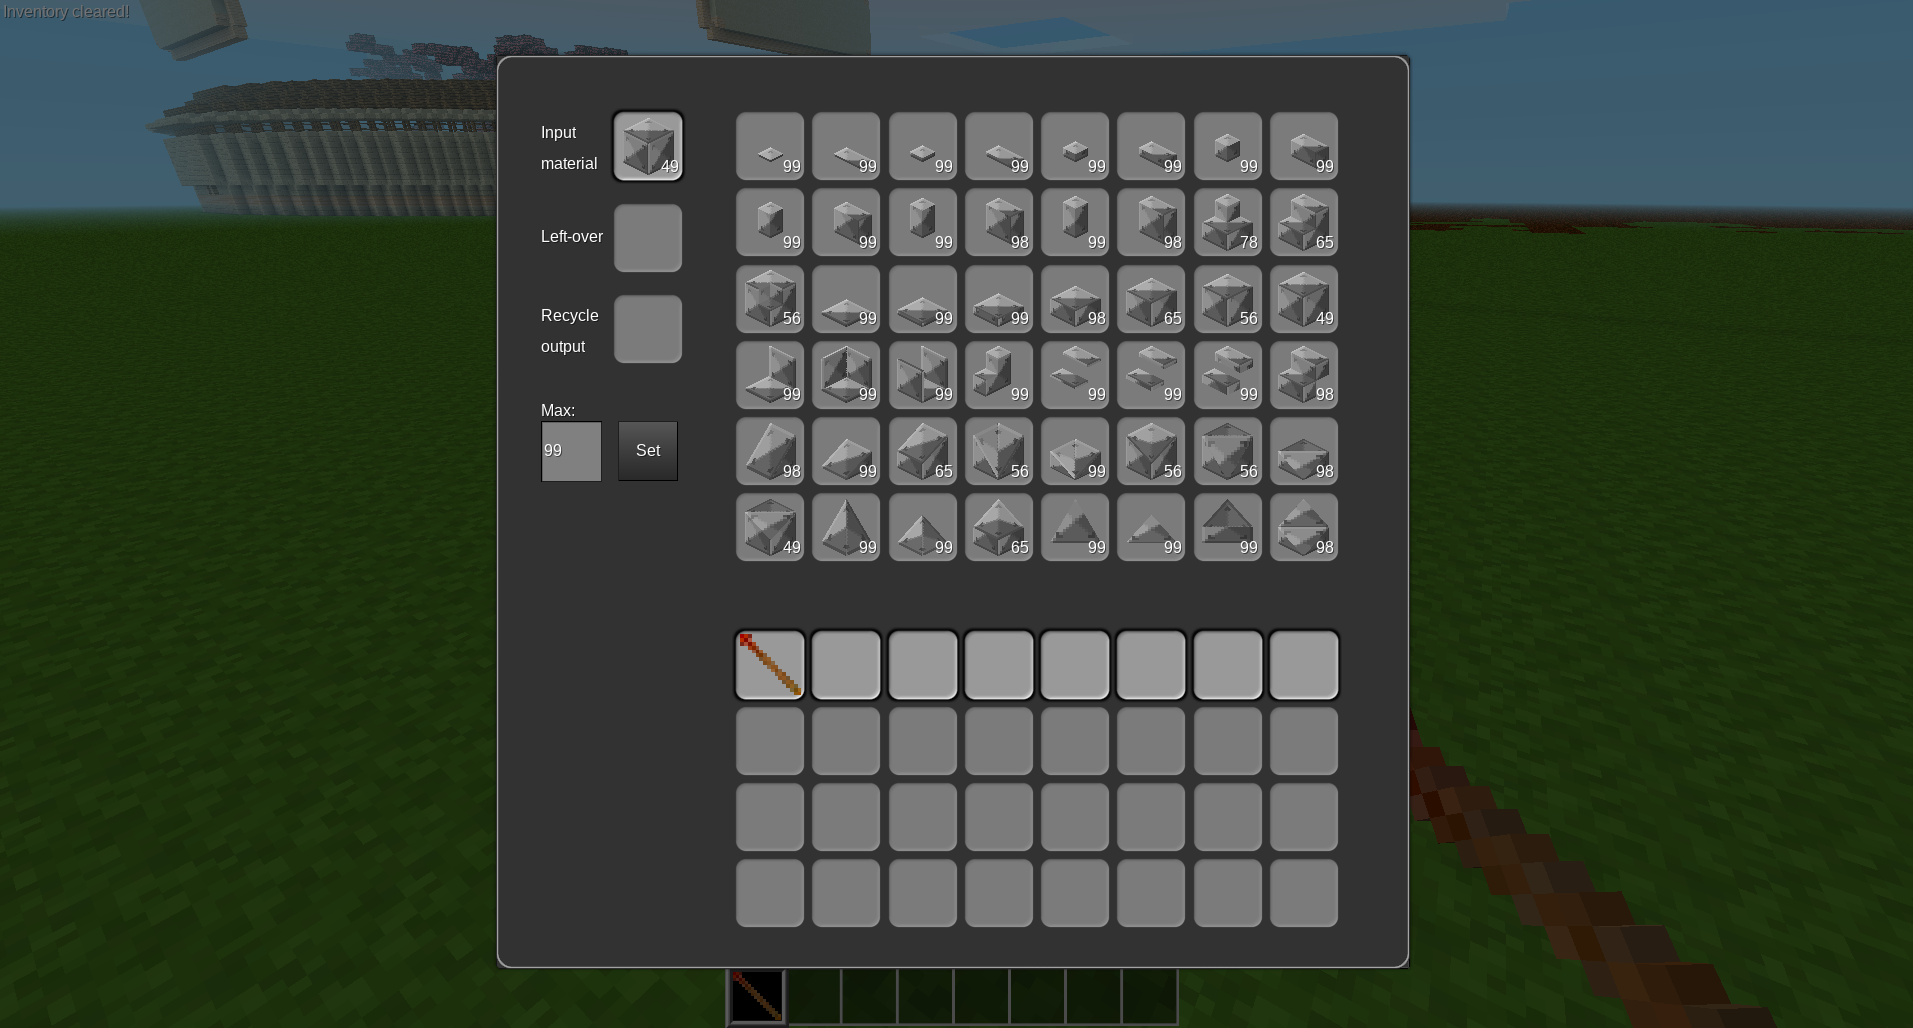 Inventory cleared!
Input
material
49
Left-over
Recycle
output
Max:
99
Set
99 99 99 99 99 99 99 99
99 99 99 98 99 98 78 65
56 99 99 99 98 65 56 49
99 99 99 99 99 99 99 98
98 99 65 56 99 56 56 98
49 99 99 65 99 99 99 98